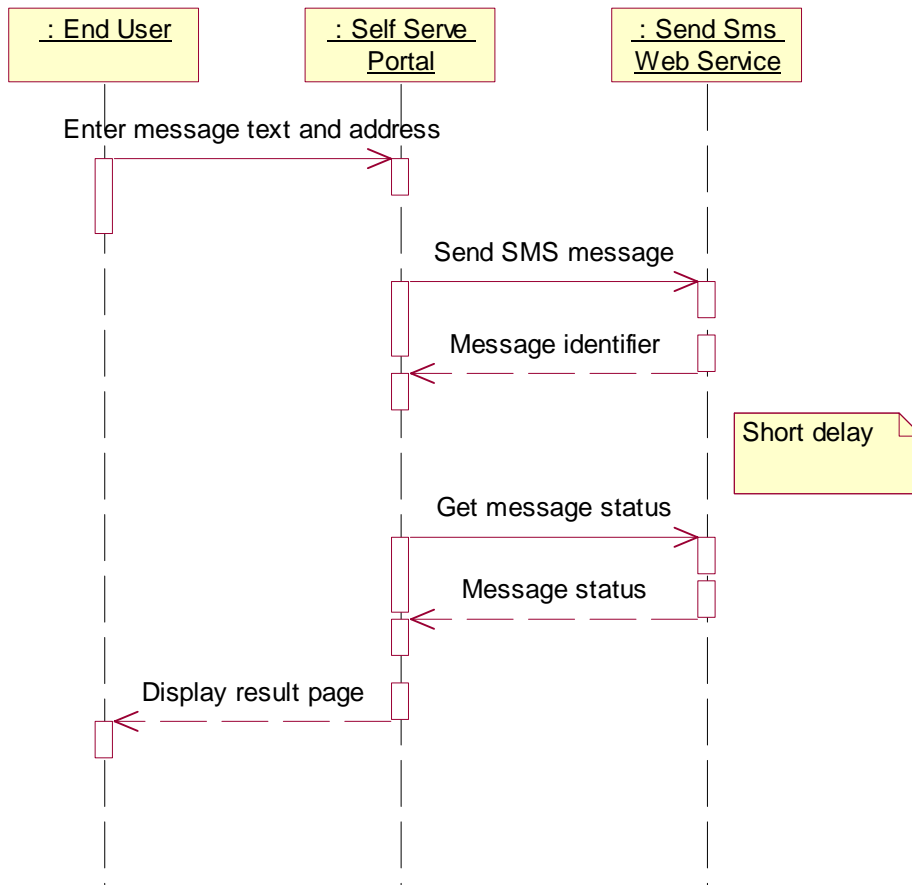 : End User
: Self Serve
Portal
: Send Sms
Web Service
Enter message text and address
Send SMS message
Message identifier
Short delay
Get message status
Message status
Display result page